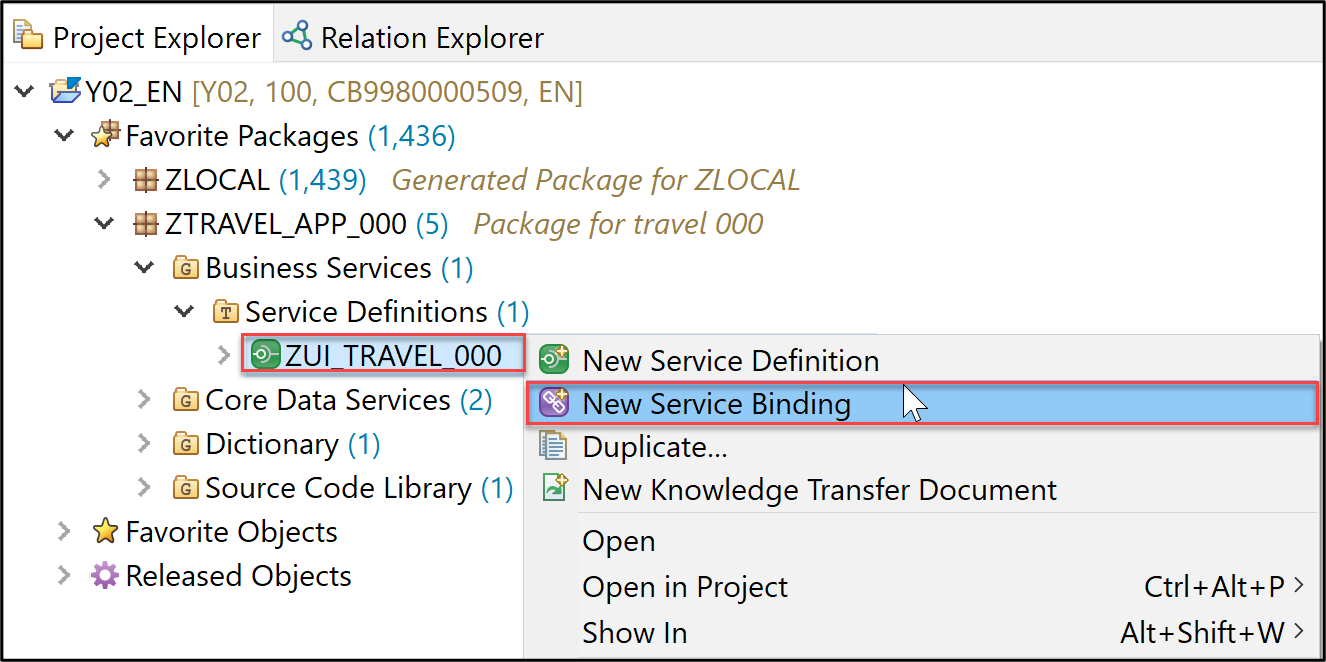 Project Explorer Relation Explorer
Y02_EN [Y02, 100, CB9980000509, EN]
Favorite Packages (1,436)
ZLOCAL (1,439) Generated Package for ZLOCAL
ZTRAVEL_APP_000 (5) Package for travel 000
Business Services (1)
Service Definitions (1)
ZUI_TRAVEL_000
Core Data Services (2)
Dictionary (1)
Source Code Library (1)
Favorite Objects
Released Objects
New Service Definition
New Service Binding
Duplicate...
New Knowledge Transfer Document
Open
Open in Project Ctrl+Alt+P
Show In Alt+Shift+W